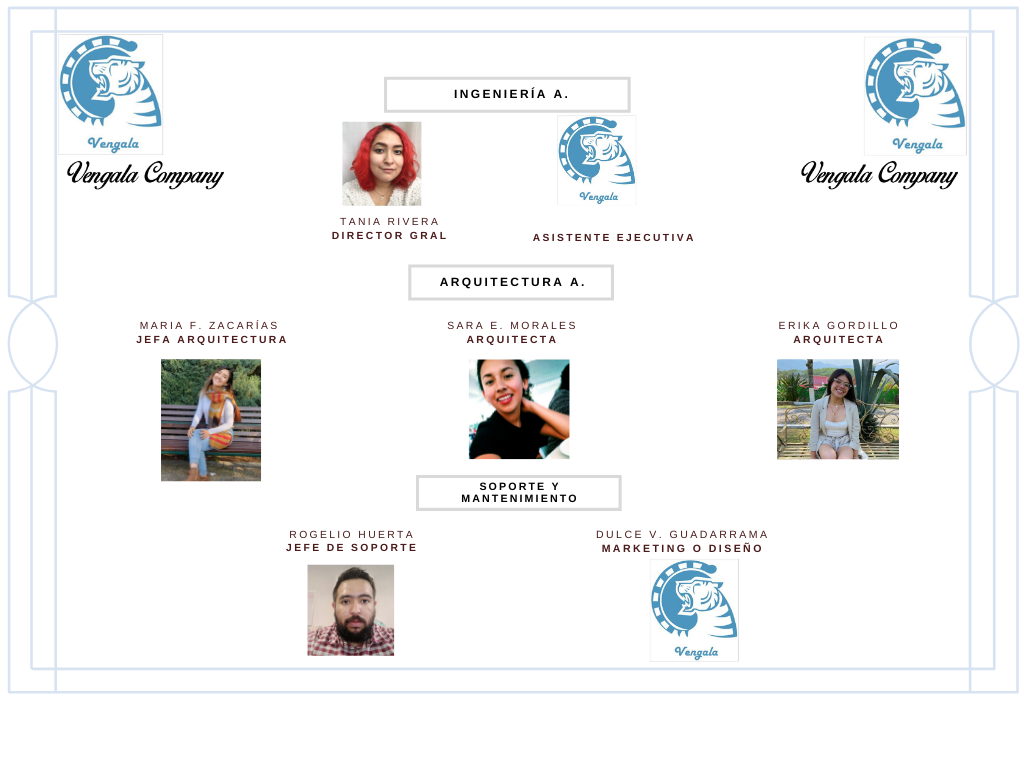 Vengala
Vengala Company
Vengala
Vengala Company
INGENIERÍA A.
Vengala
TANIA RIVERA
DIRECTOR GRAL
ASISTENTE EJECUTIVA
ARQUITECTURA A.
MARIA F. ZACARÍAS
JEFA ARQUITECTURA
SARA E. MORALES
ARQUITECTA
ERIKA GORDILLO
ARQUITECTA
SOPORTE Y
MANTENIMIENTO
ROGELIO HUERTA
JEFE DE SOPORTE
DULCE V. GUADARRAMA
MARKETING O DISEÑO
Vengala